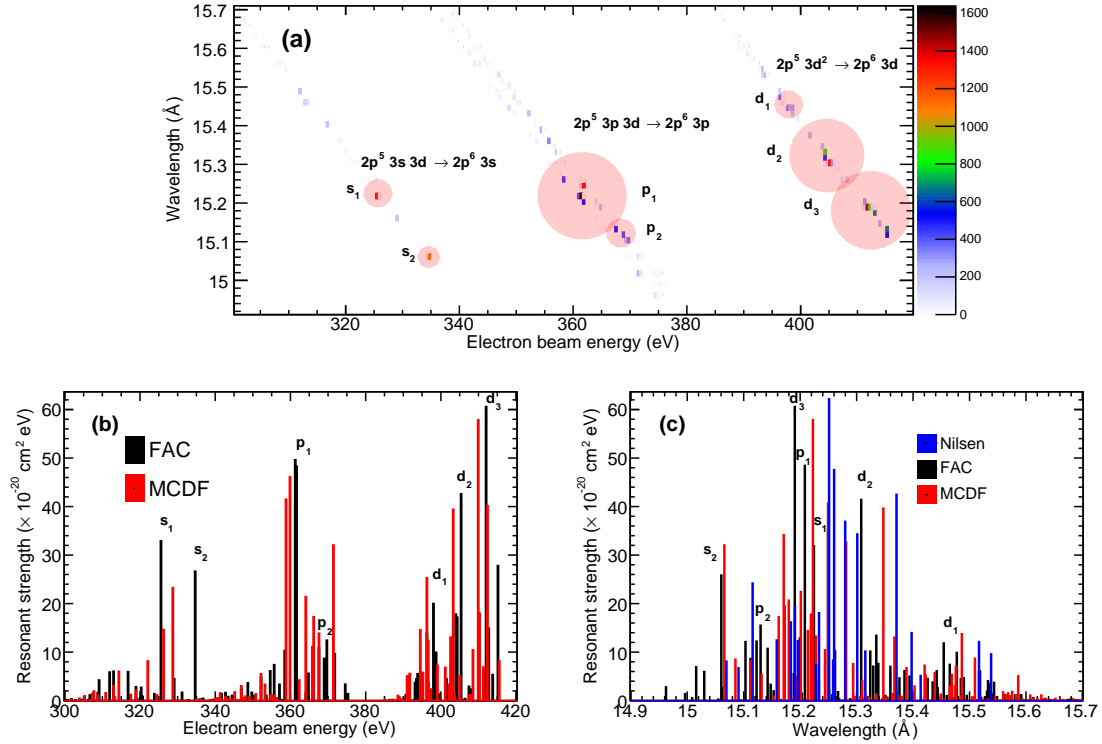 (a)
2p⁵ 3d² → 2p⁶ 3d
2p⁵ 3p 3d → 2p⁶ 3p
2p⁵ 3s 3d → 2p⁶ 3s
d₁
d₂
d₃
p₁
p₂
s₁
s₂
Wavelength (Å)
15.7
15.6
15.5
15.4
15.3
15.2
15.1
15
320
340
360
380
400
Electron beam energy (eV)
1600
1400
1200
1000
800
600
400
200
0
(b)
FAC
MCDF
s₁
s₂
p₁
p₂
d₁
d₂
d₃
Resonant strength (× 10⁻²⁰ cm² eV)
60
50
40
30
20
10
0
300
320
340
360
380
400
420
Electron beam energy (eV)
(c)
Nilsen
FAC
MCDF
d₃
p₁
s₁
d₂
s₂
p₂
d₁
Resonant strength (× 10⁻²⁰ cm² eV)
60
50
40
30
20
10
0
14.9
15
15.1
15.2
15.3
15.4
15.5
15.6
15.7
Wavelength (Å)